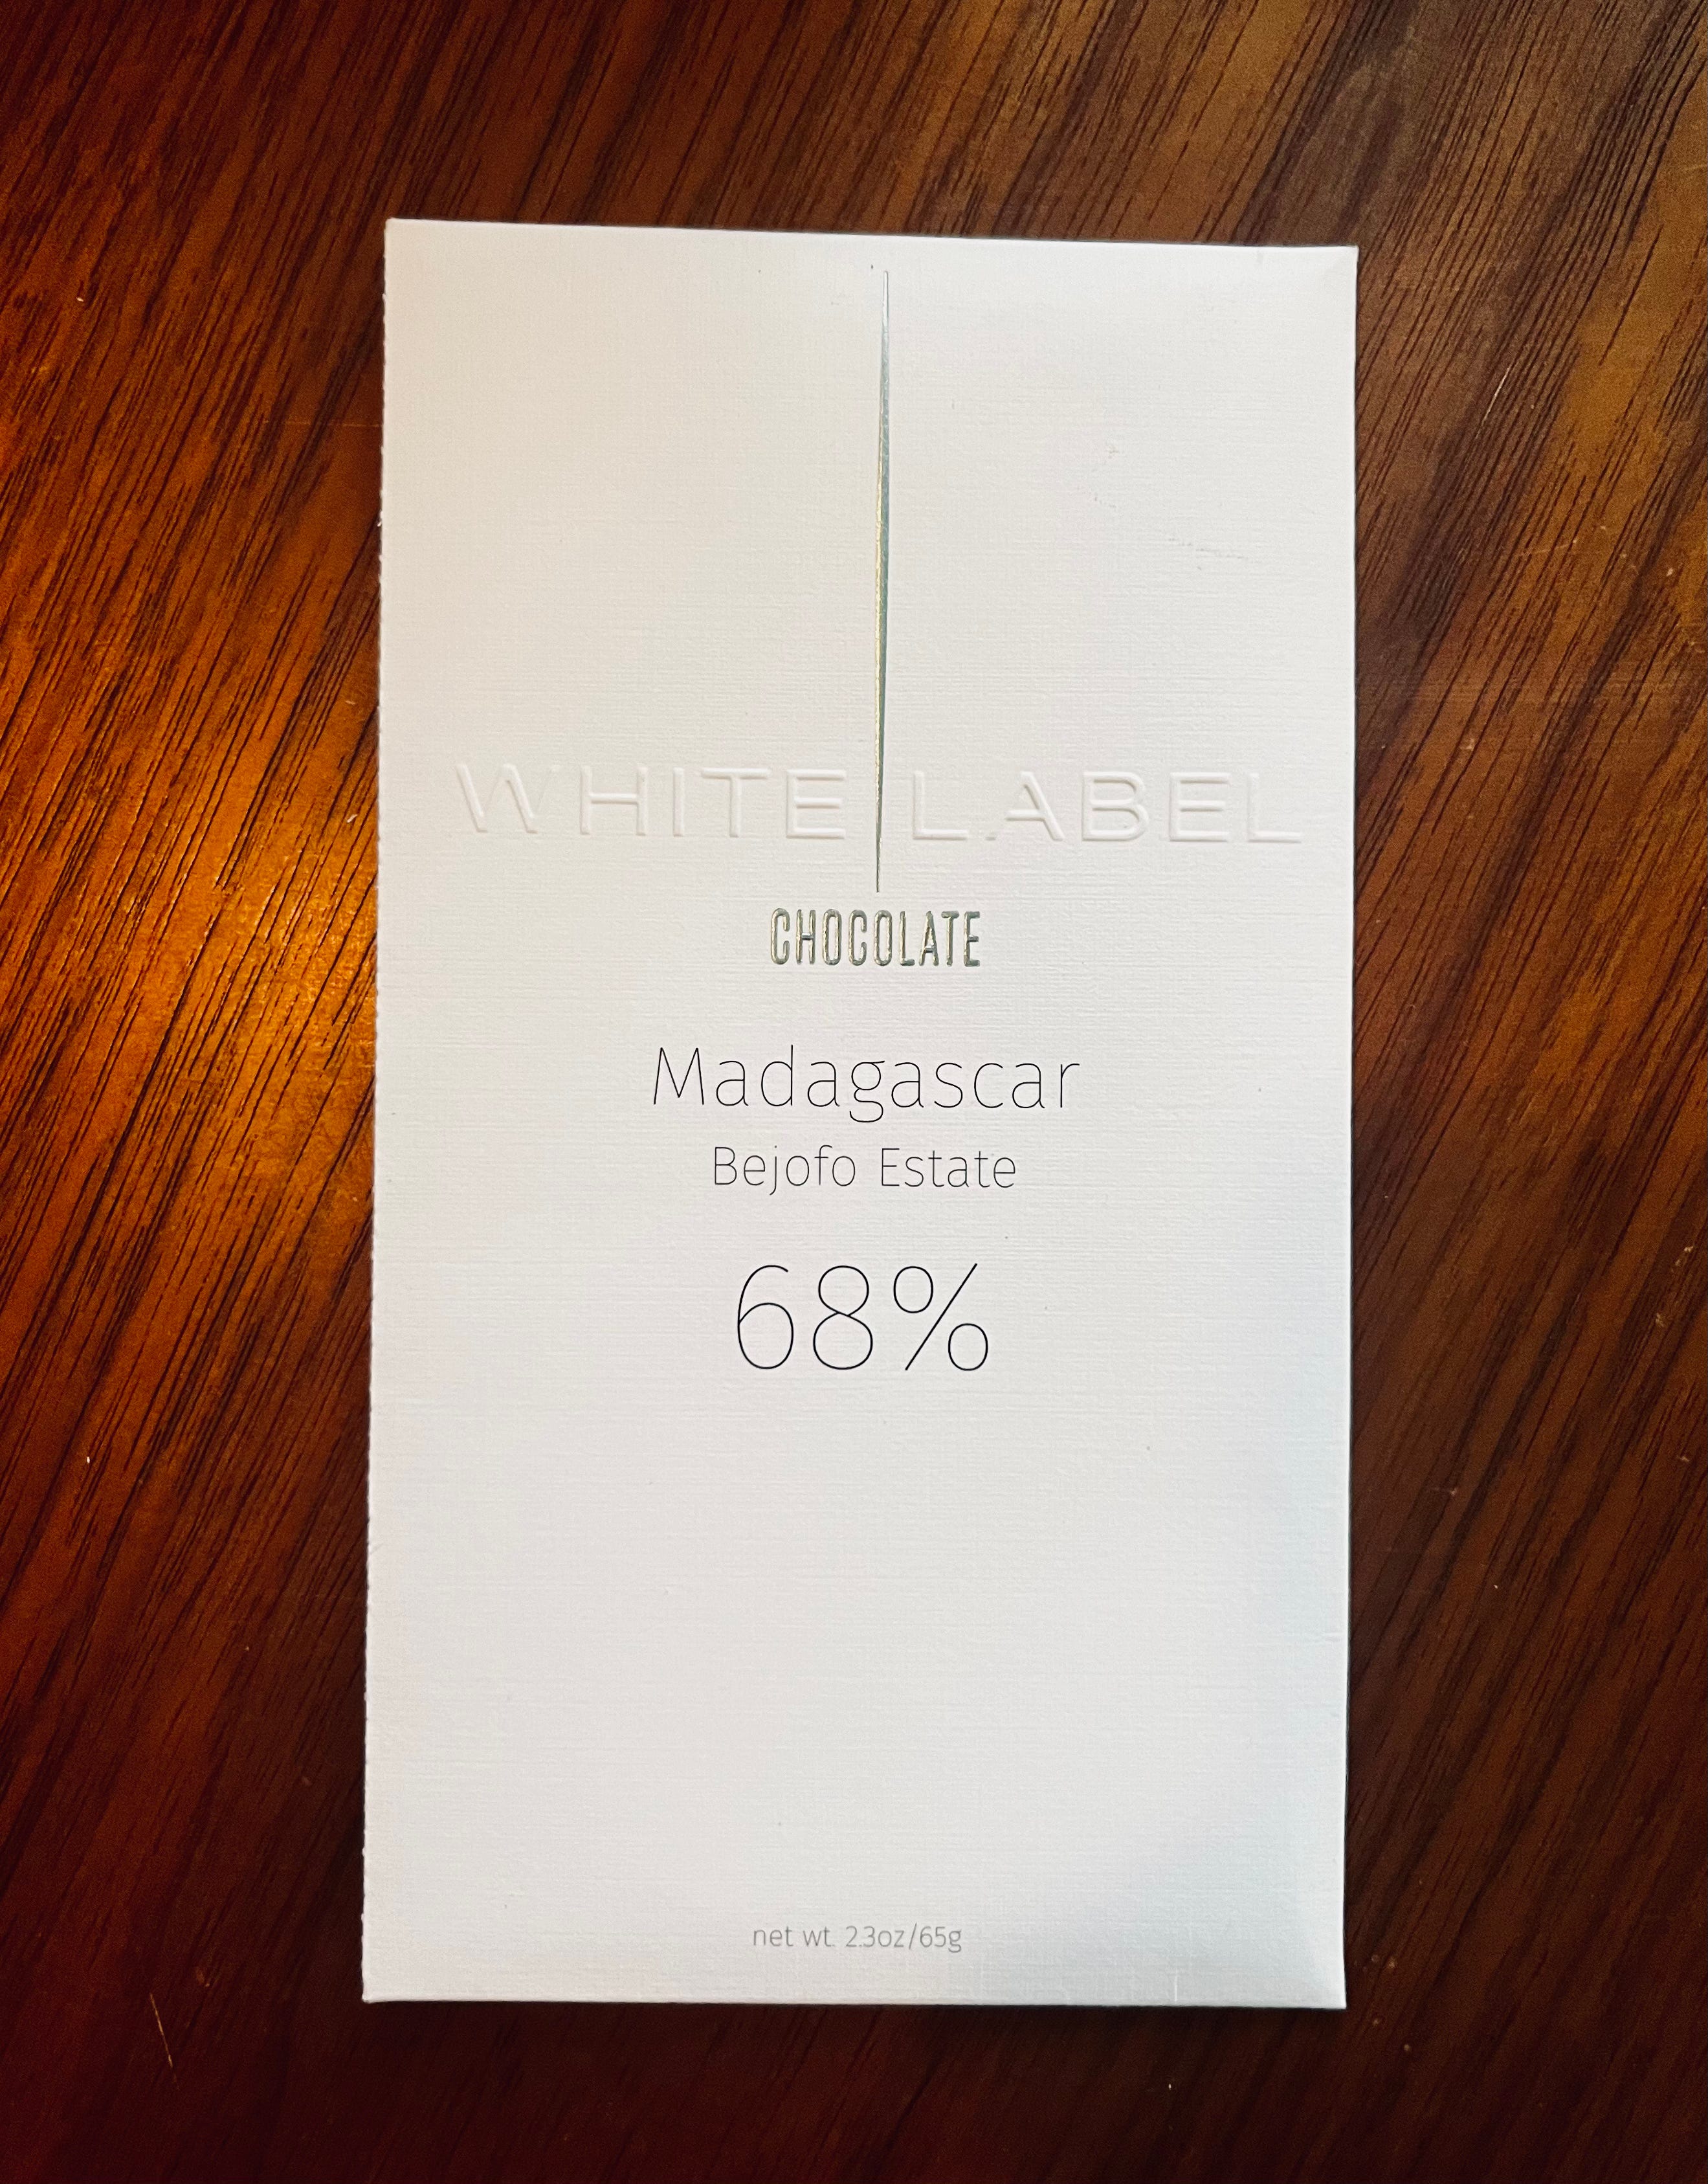 WHITE LABEL
CHOCOLATE
Madagascar
Bejofo Estate
68%
net wt. 2.3oz/65g